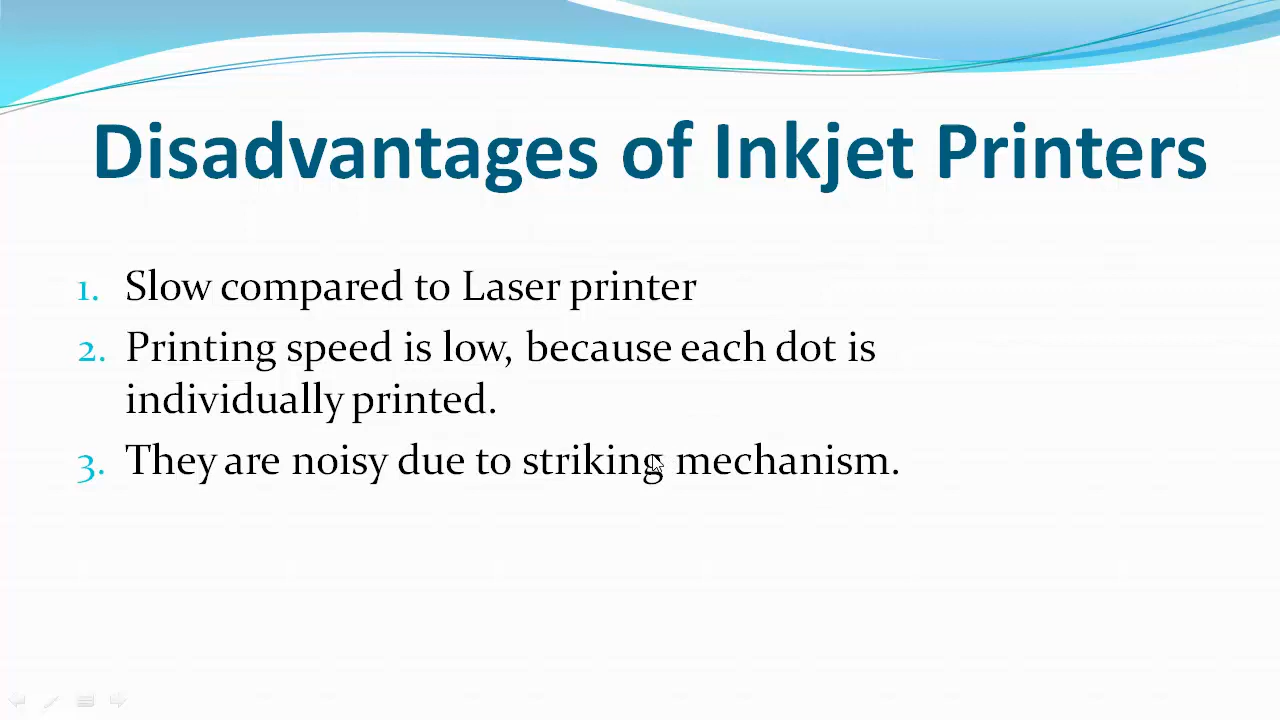 Disadvantages of Inkjet Printers
1. Slow compared to Laser printer
2. Printing speed is low, because each dot is
individually printed.
3. They are noisy due to striking mechanism.